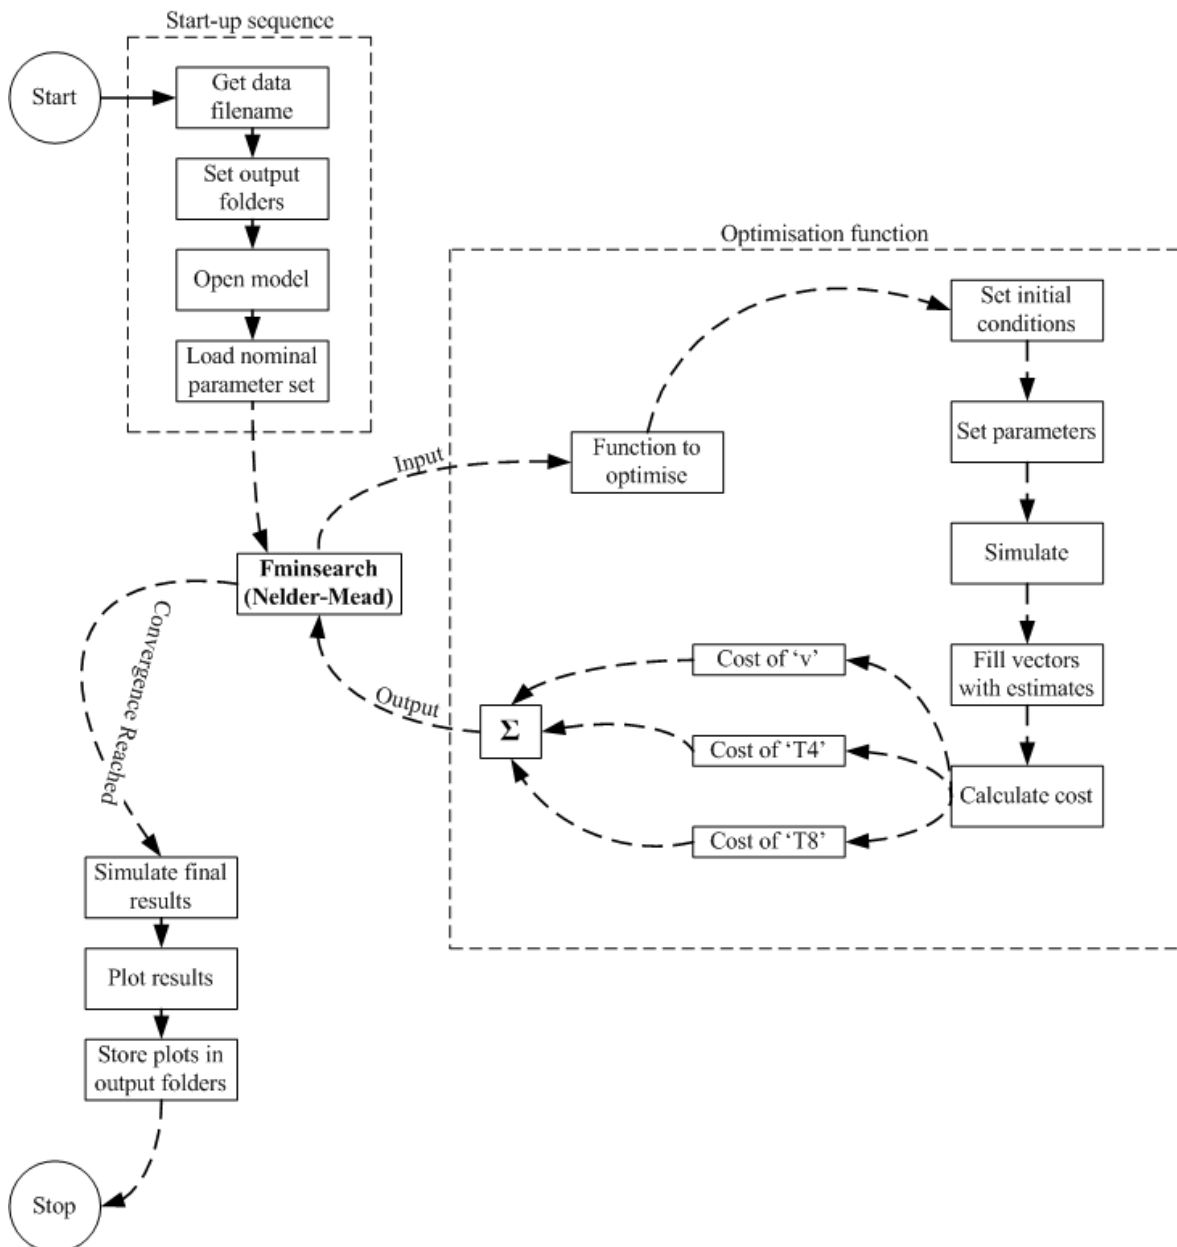 Start-up sequence
Start
Get data
filename
Set output
folders
Open model
Load nominal
parameter set
Optimisation function
Set initial
conditions
Input
Function to
optimise
Set parameters
Simulate
Fminsearch
(Nelder-Mead)
Fill vectors
with estimates
Cost of ‘v’
Cost of ‘T4’
Cost of ‘T8’
Calculate cost
Σ
Output
Convergence Reached
Simulate final
results
Plot results
Store plots in
output folders
Stop